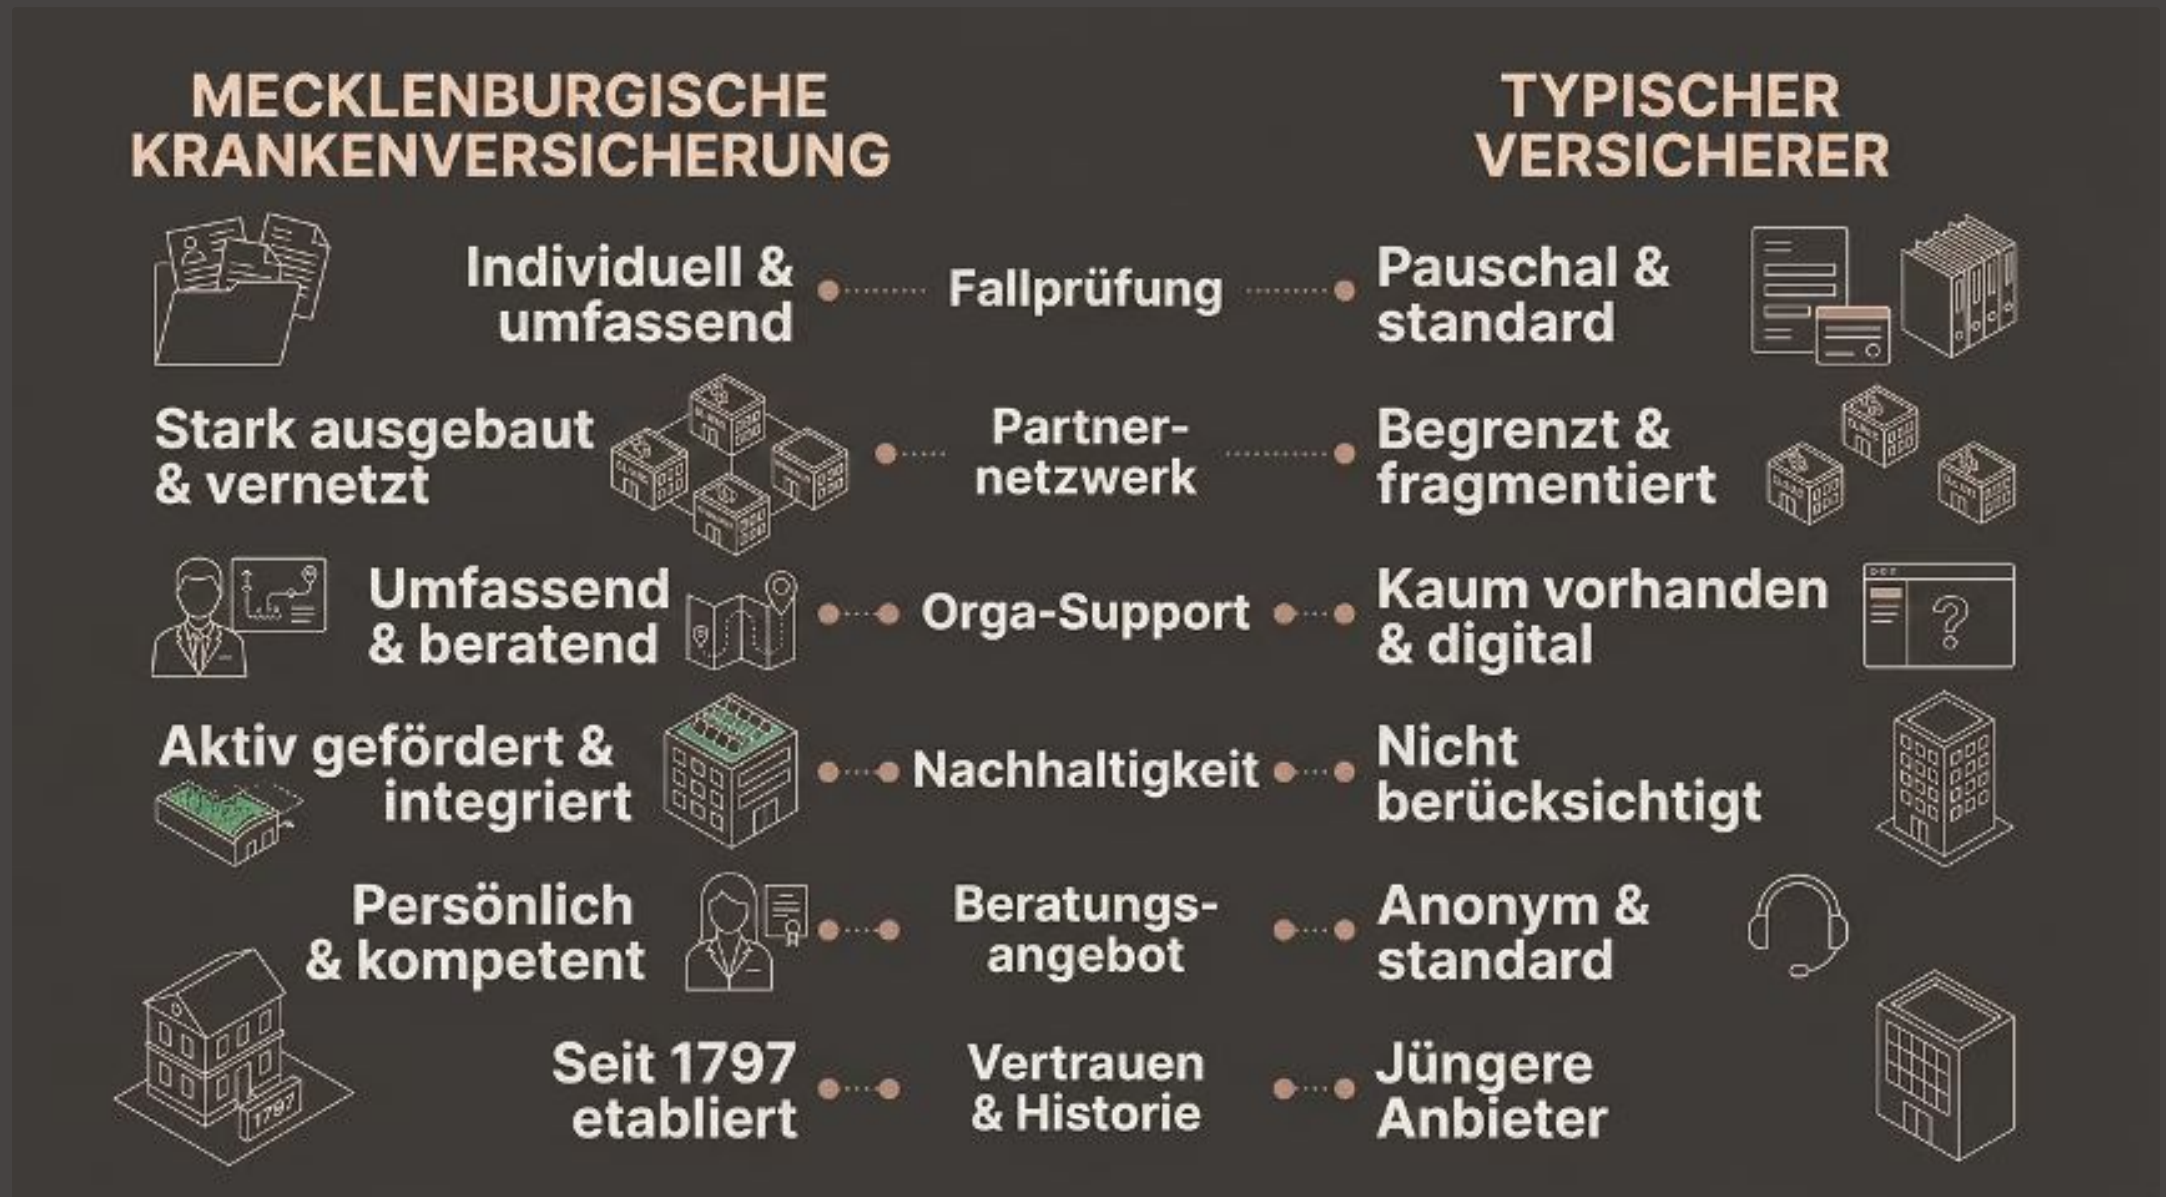 MECKLENBURGISCHE
KRANKENVERSICHERUNG
TYPISCHER
VERSICHERER
Individuell &
umfassend
Fallprüfung
Pauschal &
standard
Stark ausgebaut
& vernetzt
Partner-
netzwerk
Begrenzt &
fragmentiert
Umfassend
& beratend
Orga-Support
Kaum vorhanden
& digital
Aktiv gefördert &
integriert
Nachhaltigkeit
Nicht
berücksichtigt
Persönlich
& kompetent
Beratungs-
angebot
Anonym &
standard
Seit 1797
etabliert
1797
Vertrauen
& Historie
Jüngere
Anbieter